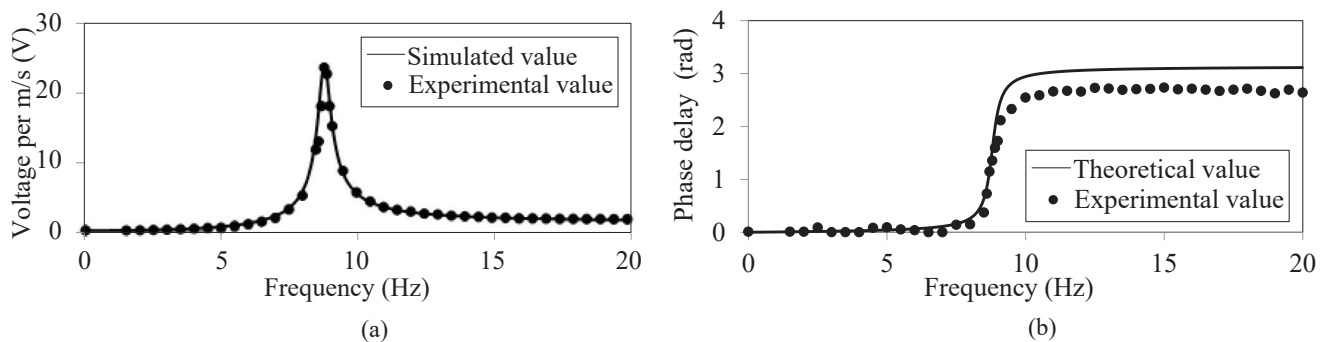 Voltage per m/s (V)
30
20
10
0
Simulated value
Experimental value
0 5 10 15 20
Frequency (Hz)
(a)
Phase delay (rad)
4
3
2
1
0
Theoretical value
Experimental value
0 5 10 15 20
Frequency (Hz)
(b)